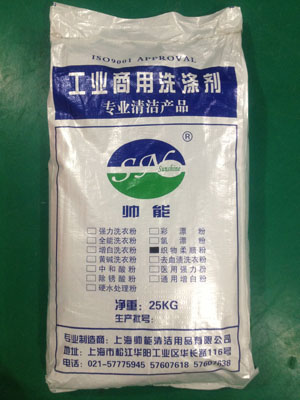 ISO9001 APPROVAL
工业商用洗涤剂
专业清洁产品
SN
®
Sunshine
帅能
强力洗衣粉 彩漂粉
全能洗衣粉 氯漂粉
增白洗衣粉 织物柔顺粉
黄碱洗衣粉 去血渍洗衣粉
中和酸粉 医用强力粉
除锈酸粉 通用增白粉
硬水处理粉
净重：25KG
生产批号：
专业制造商：上海帅能清洁用品有限公司
地址：上海市松江华阳工业区华长路116号
电话：021-57775945 57607618 57607638